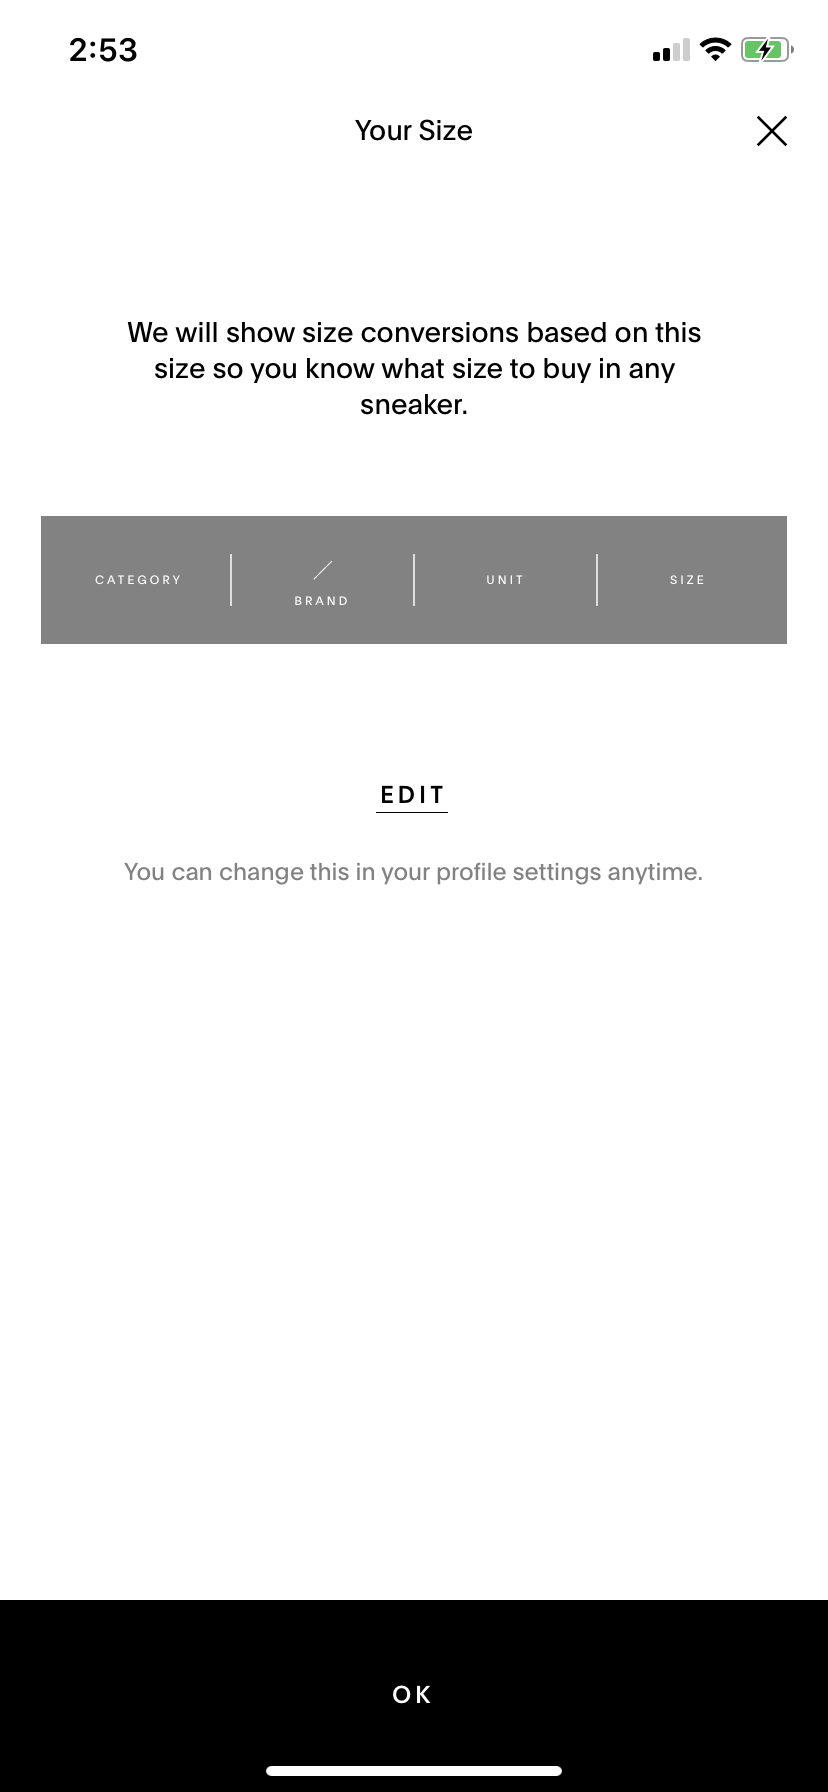 2:53
Your Size
We will show size conversions based on this
size so you know what size to buy in any
sneaker.
CATEGORY
BRAND
UNIT
SIZE
EDIT
You can change this in your profile settings anytime.
OK